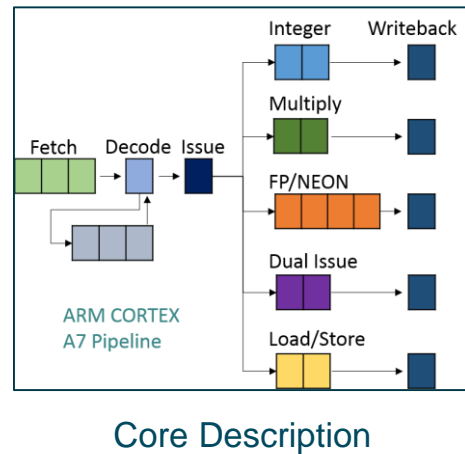 Integer Writeback
Multiply
Fetch Decode Issue
FP/NEON
Dual Issue
ARM CORTEX
A7 Pipeline
Load/Store
Core Description